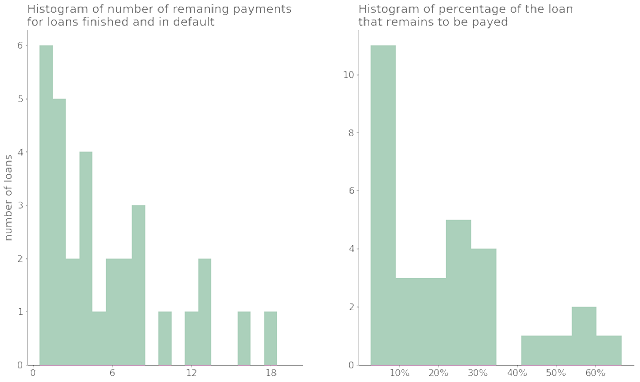 Histogram of number of remaning payments
for loans finished and in default
6
5
4
3
2
1
0
number of loans
0 6 12 18
Histogram of percentage of the loan
that remains to be payed
10
8
6
4
2
0
10% 20% 30% 40% 50% 60%